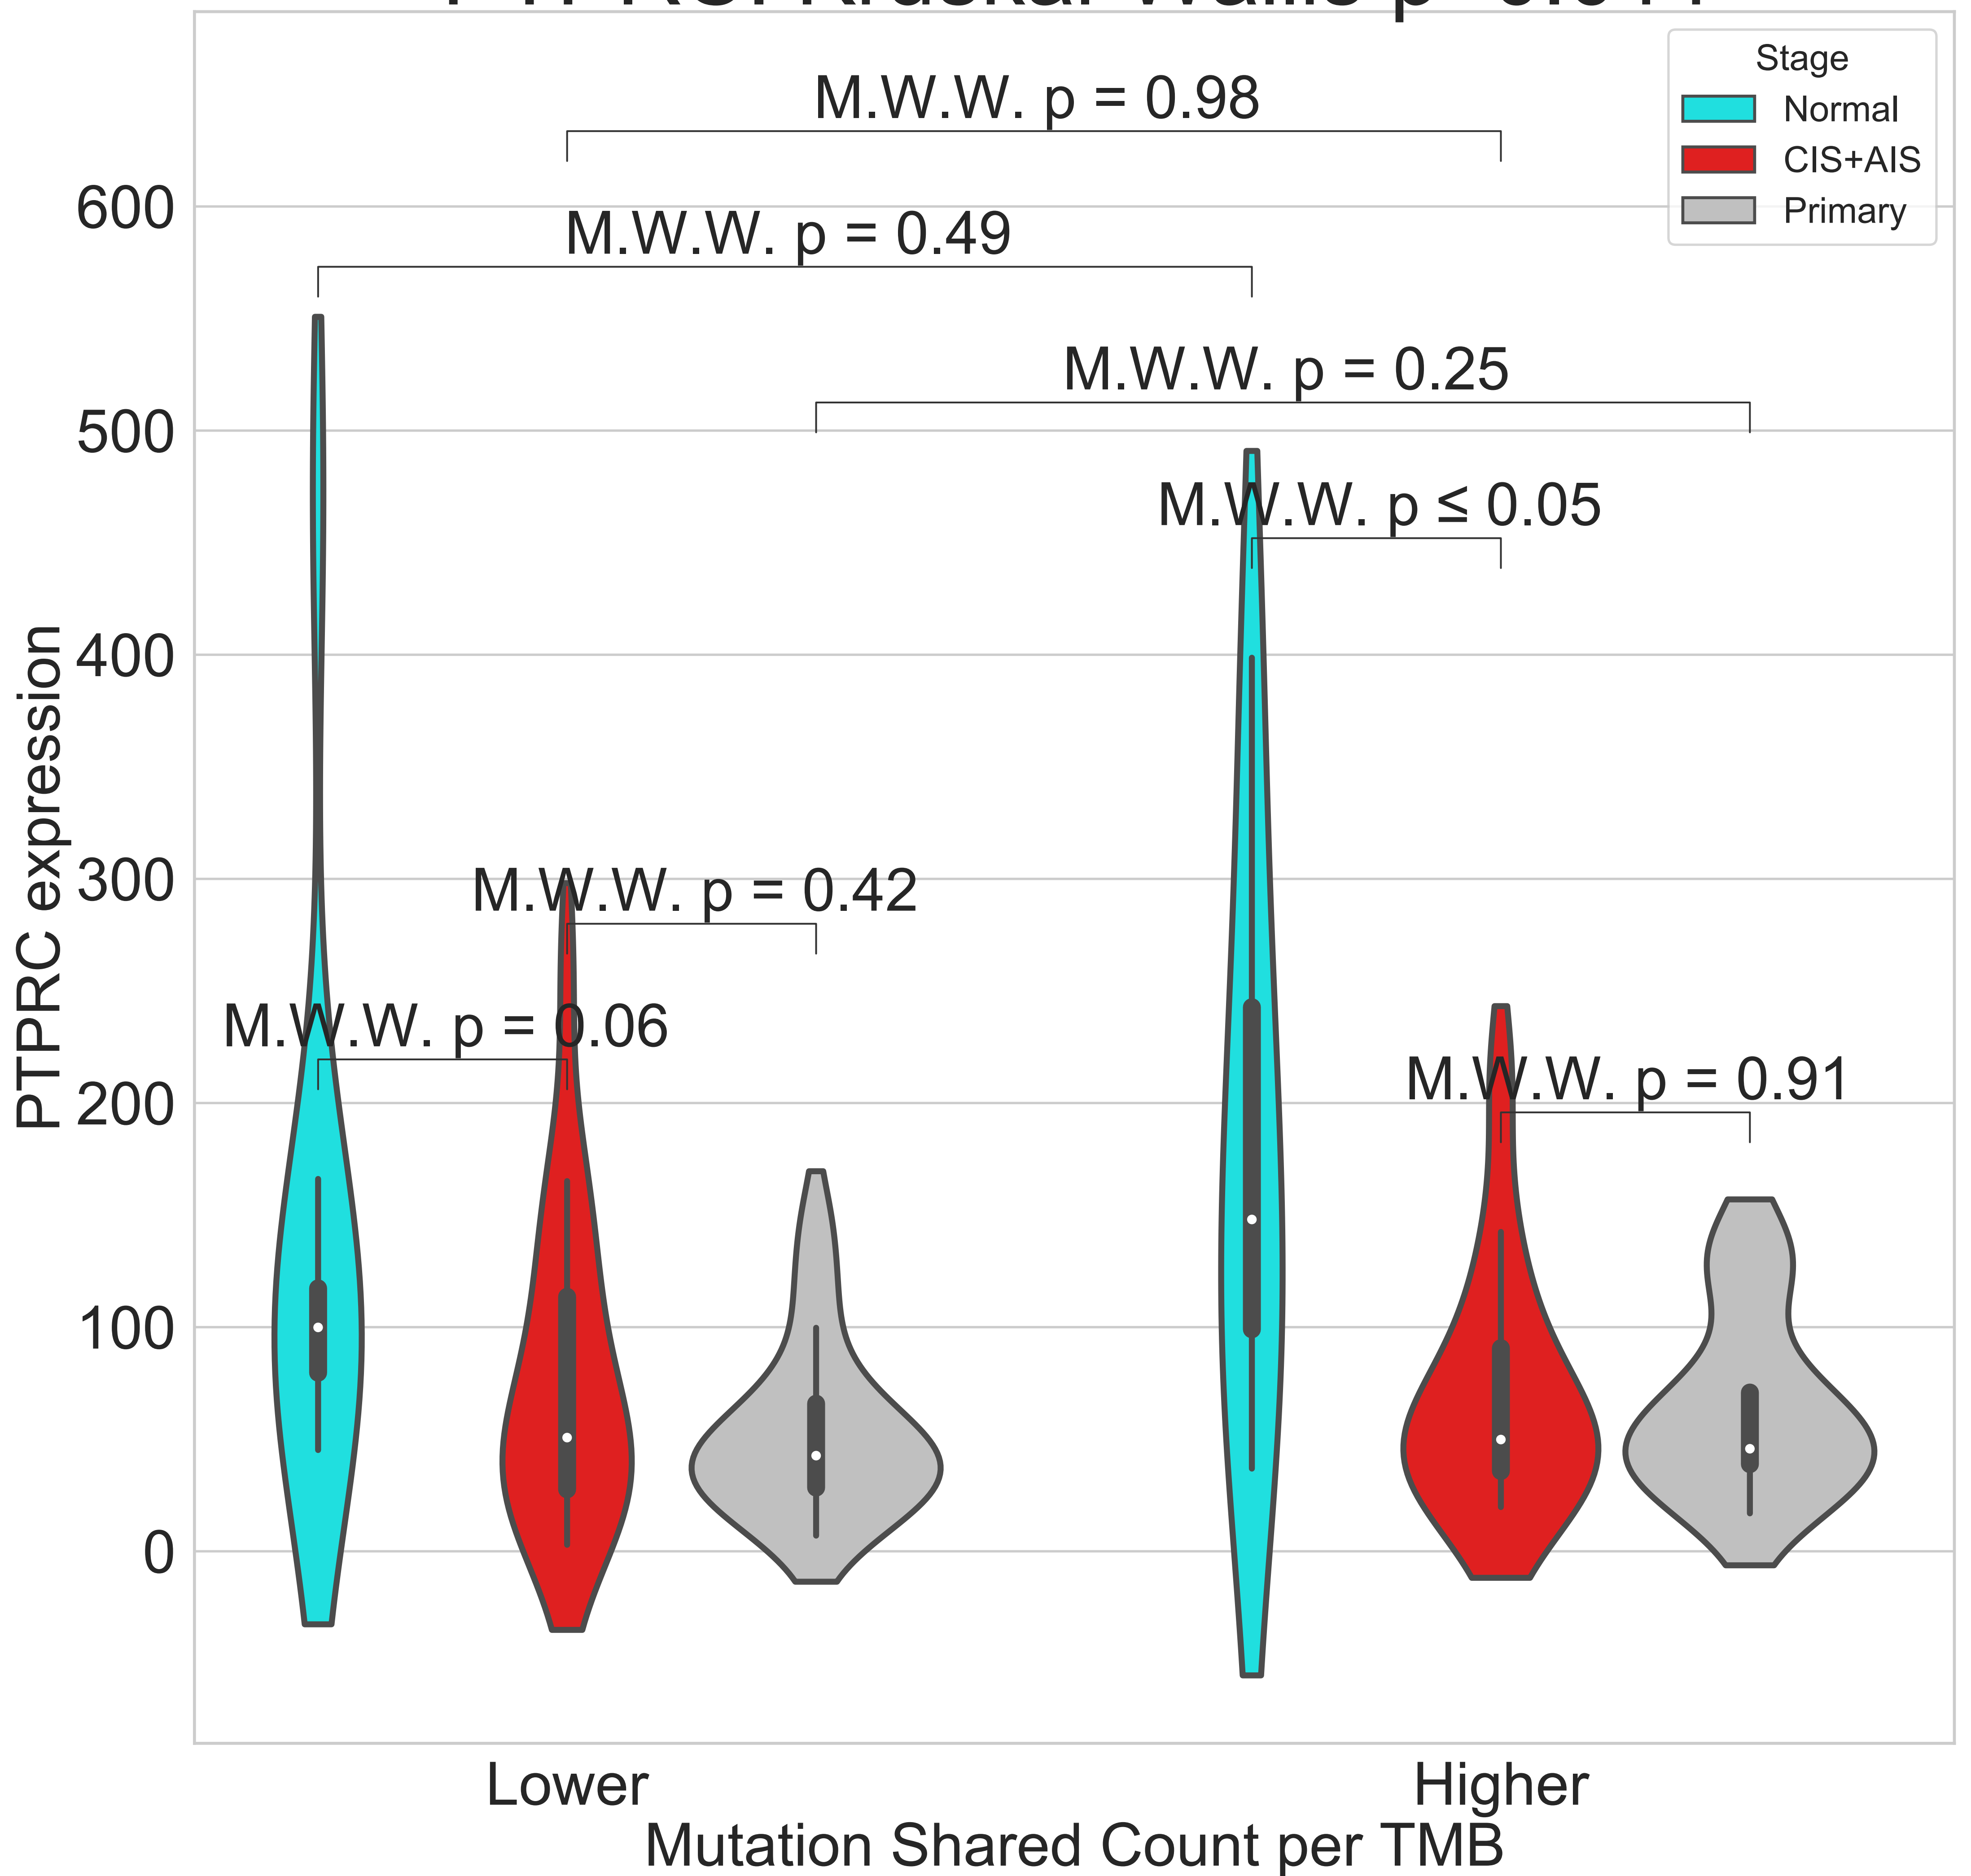 Stage
Normal
CIS+AIS
Primary
M.W.W. p = 0.98
M.W.W. p = 0.49
M.W.W. p = 0.25
M.W.W. p ≤ 0.05
M.W.W. p = 0.42
M.W.W. p = 0.06
M.W.W. p = 0.91
600
500
400
300
200
100
0
PTPRC expression
Lower
Higher
Mutation Shared Count per TMB